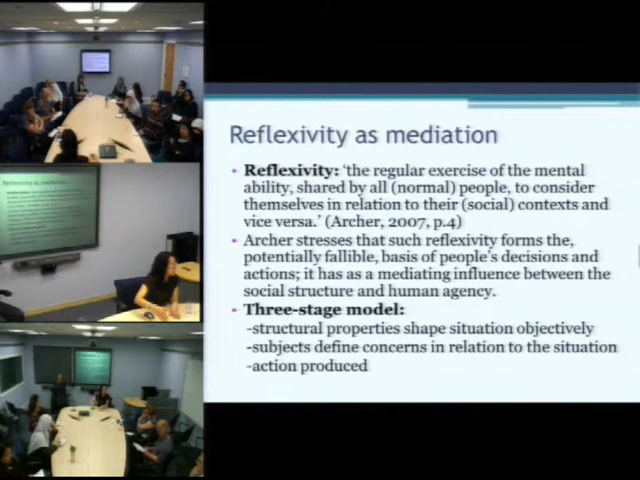 Reflexivity as mediation
• Reflexivity: ‘the regular exercise of the mental
ability, shared by all (normal) people, to consider
themselves in relation to their (social) contexts and
vice versa.’ (Archer, 2007, p.4)
• Archer stresses that such reflexivity forms the,
potentially fallible, basis of people's decisions and
actions; it has as a mediating influence between the
social structure and human agency.
• Three-stage model:
-structural properties shape situation objectively
-subjects define concerns in relation to the situation
-action produced
Reflexivity as mediation